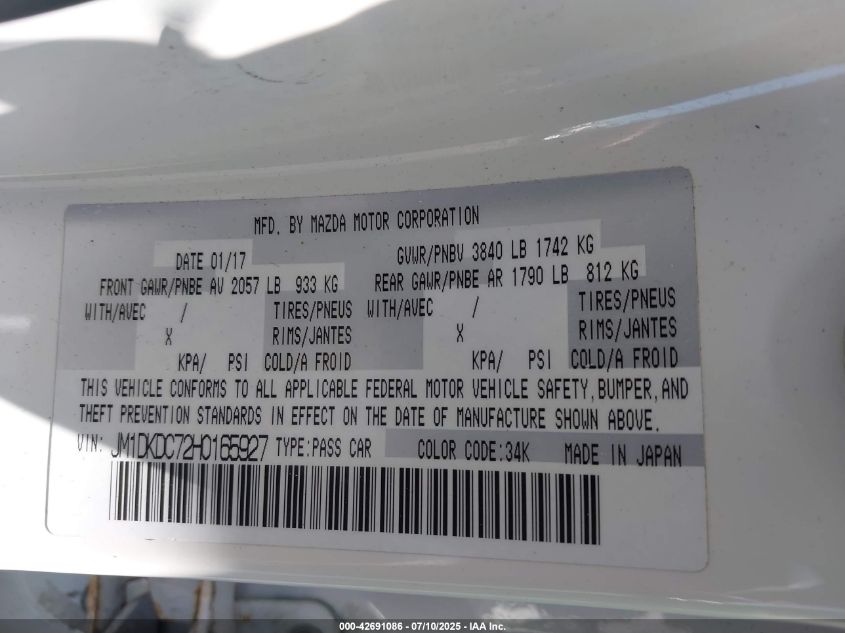 MFD. BY MAZDA MOTOR CORPORATION
DATE 01/17 GVWR/PNBV 3840 LB 1742 KG
FRONT GAWR/PNBE AV 2057 LB 933 KG REAR GAWR/PNBE AR 1790 LB 812 KG
WITH/AVEC / TIRES/PNEUS WITH/AVEC / TIRES/PNEUS
X RIMS/JANTES X RIMS/JANTES
KPA/ PSI COLD/A FROID KPA/ PSI COLD/A FROID
THIS VEHICLE CONFORMS TO ALL APPLICABLE FEDERAL MOTOR VEHICLE SAFETY, BUMPER, AND
THEFT PREVENTION STANDARDS IN EFFECT ON THE DATE OF MANUFACTURE SHOWN ABOVE.
VIN: JM1DKDC72H0165927 TYPE:PASS CAR COLOR CODE:34K MADE IN JAPAN
000-42691086 - 07/10/2025 - IAA Inc.